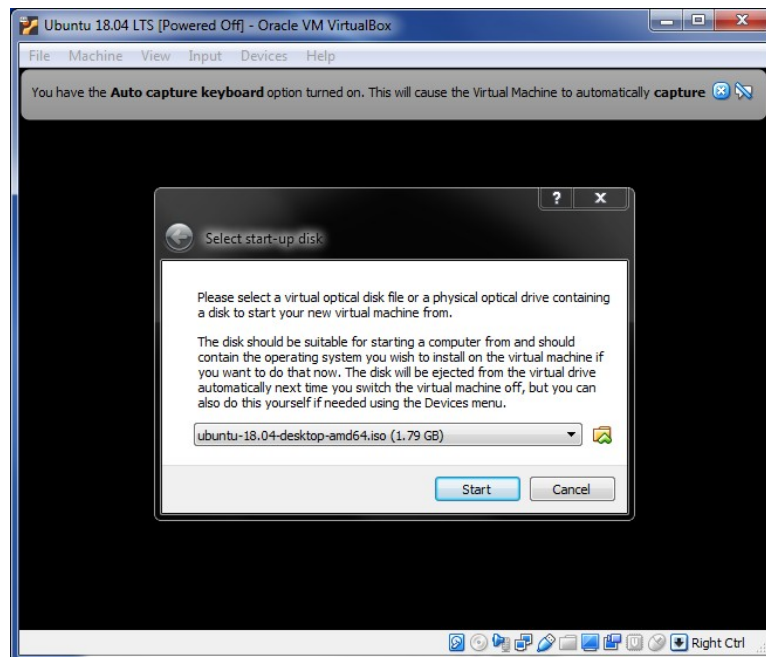 Ubuntu 18.04 LTS [Powered Off] - Oracle VM VirtualBox
File Machine View Input Devices Help
You have the Auto capture keyboard option turned on. This will cause the Virtual Machine to automatically capture
? x
Select start-up disk
Please select a virtual optical disk file or a physical optical drive containing
a disk to start your new virtual machine from.
The disk should be suitable for starting a computer from and should
contain the operating system you wish to install on the virtual machine if
you want to do that now. The disk will be ejected from the virtual drive
automatically next time you switch the virtual machine off, but you can
also do this yourself if needed using the Devices menu.
ubuntu-18.04-desktop-amd64.iso (1.79 GB)
Start Cancel
Right Ctrl